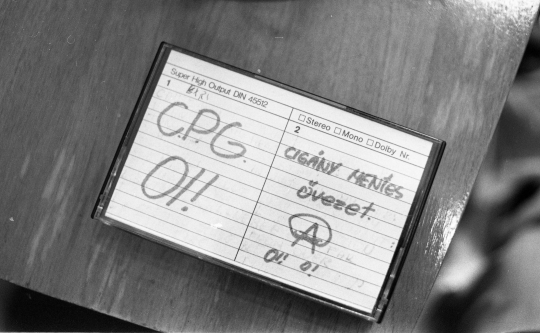 Super High Output DIN 45512
1
C.P.G.
OI!!
□Stereo □Mono □Dolby Nr.
2
CIGÁNY MENTES
ÖVEZET.
A
OI! OI